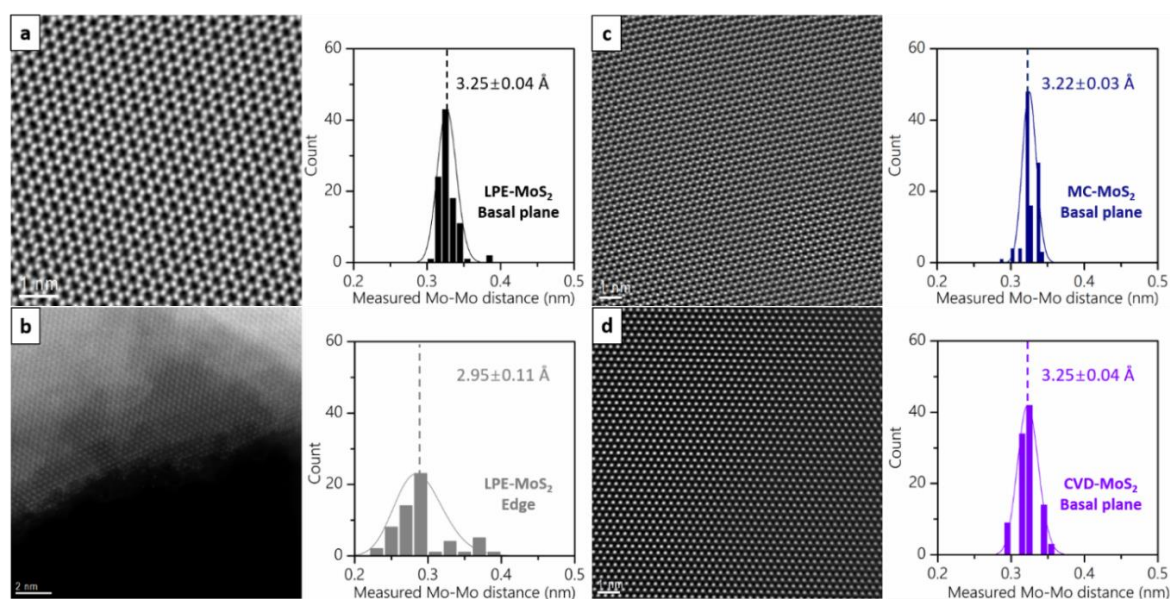 a
1 nm
60
40
20
0
Count
3.25±0.04 Å
LPE-MoS₂
Basal plane
0.2 0.3 0.4 0.5
Measured Mo-Mo distance (nm)
c
1 nm
60
40
20
0
Count
3.22±0.03 Å
MC-MoS₂
Basal plane
0.2 0.3 0.4 0.5
Measured Mo-Mo distance (nm)
b
2 nm
60
40
20
0
Count
2.95±0.11 Å
LPE-MoS₂
Edge
0.2 0.3 0.4 0.5
Measured Mo-Mo distance (nm)
d
1 nm
60
40
20
0
Count
3.25±0.04 Å
CVD-MoS₂
Basal plane
0.2 0.3 0.4 0.5
Measured Mo-Mo distance (nm)